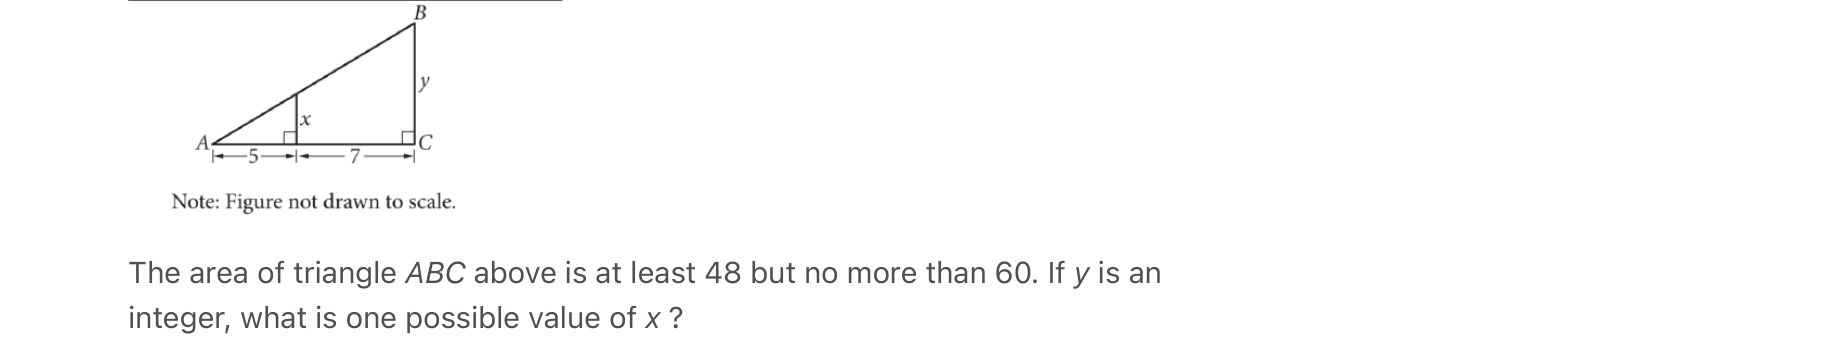 B
y
x
A
C
5
7
Note: Figure not drawn to scale.
The area of triangle ABC above is at least 48 but no more than 60. If y is an
integer, what is one possible value of x ?